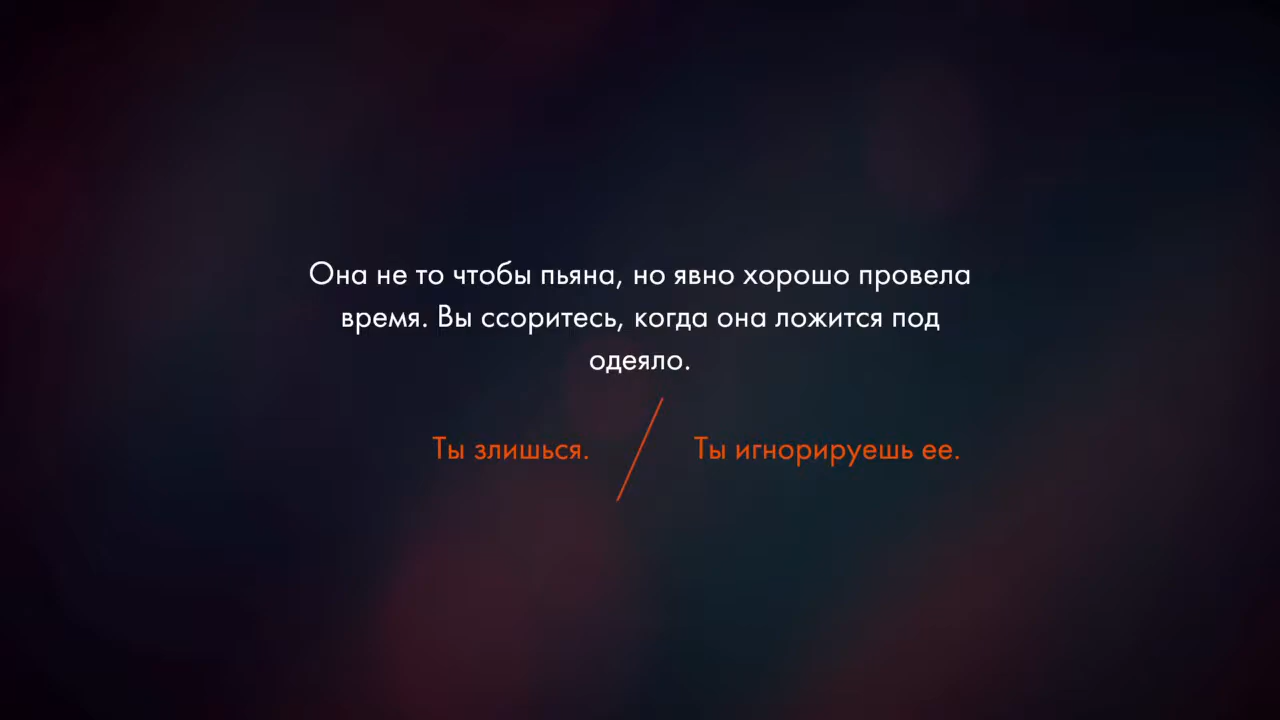 Она не то чтобы пьяна, но явно хорошо провела
время. Вы ссоритесь, когда она ложится под
одеяло.
Ты злишься. / Ты игнорируешь ее.